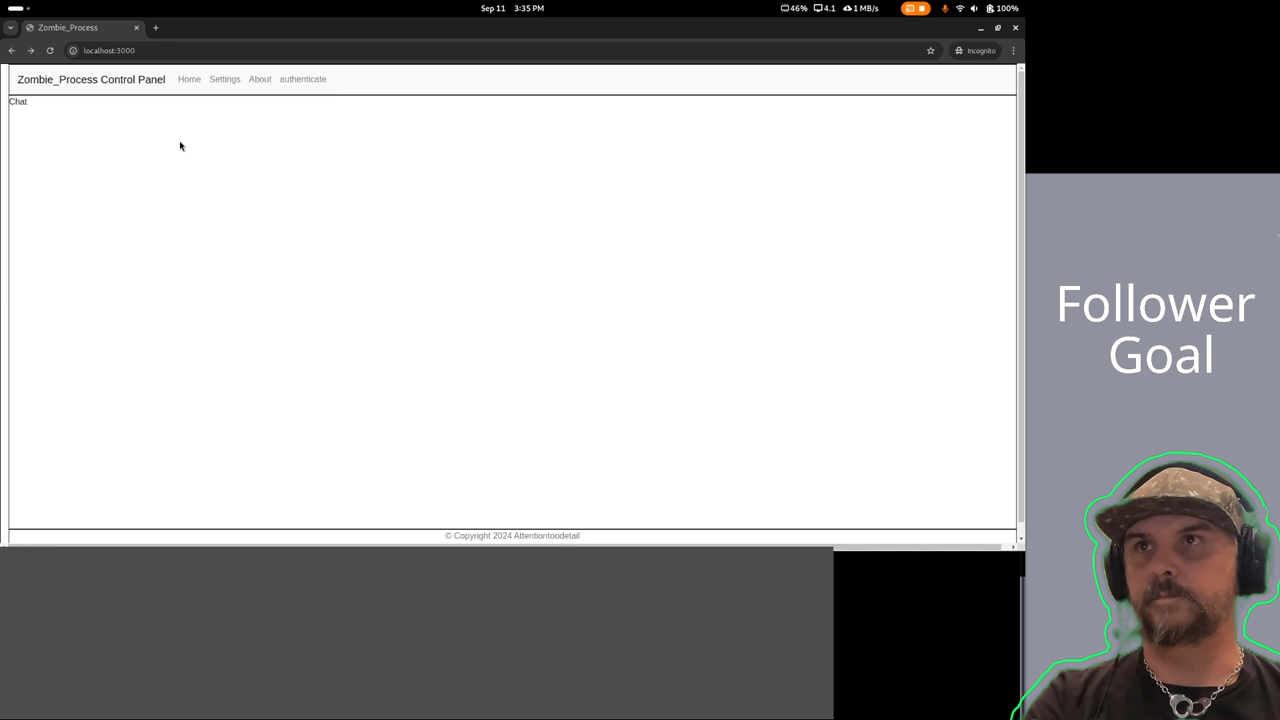 Sep 11 3:35 PM
46% 4.1 1 MB/s 100%
Zombie_Process
localhost:3000
Incognito
Zombie_Process Control Panel Home Settings About authenticate
Chat
© Copyright 2024 Attentiontoodetail
Follower
Goal